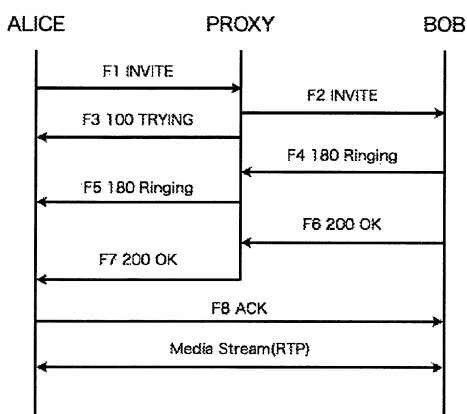 ALICE PROXY BOB
F1 INVITE
F2 INVITE
F3 100 TRYING
F4 180 Ringing
F5 180 Ringing
F6 200 OK
F7 200 OK
F8 ACK
Media Stream(RTP)